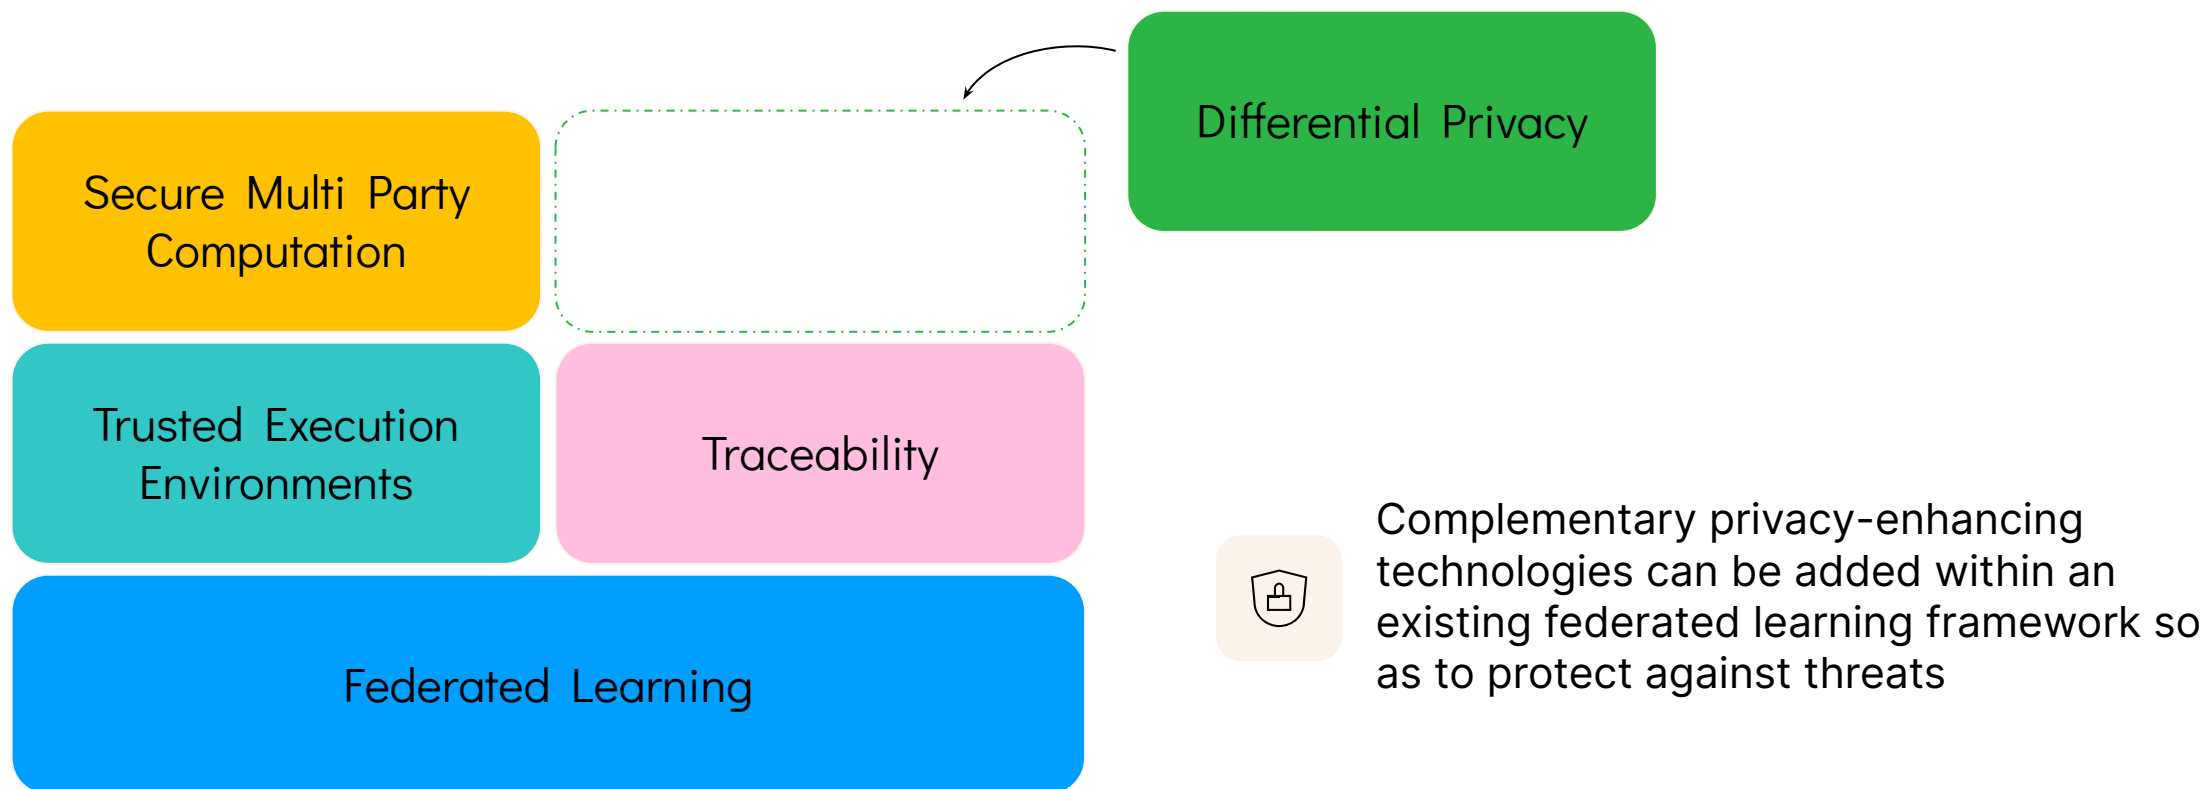 Differential Privacy
Secure Multi Party
Computation
Trusted Execution
Environments
Traceability
Federated Learning
Complementary privacy-enhancing
technologies can be added within an
existing federated learning framework so
as to protect against threats